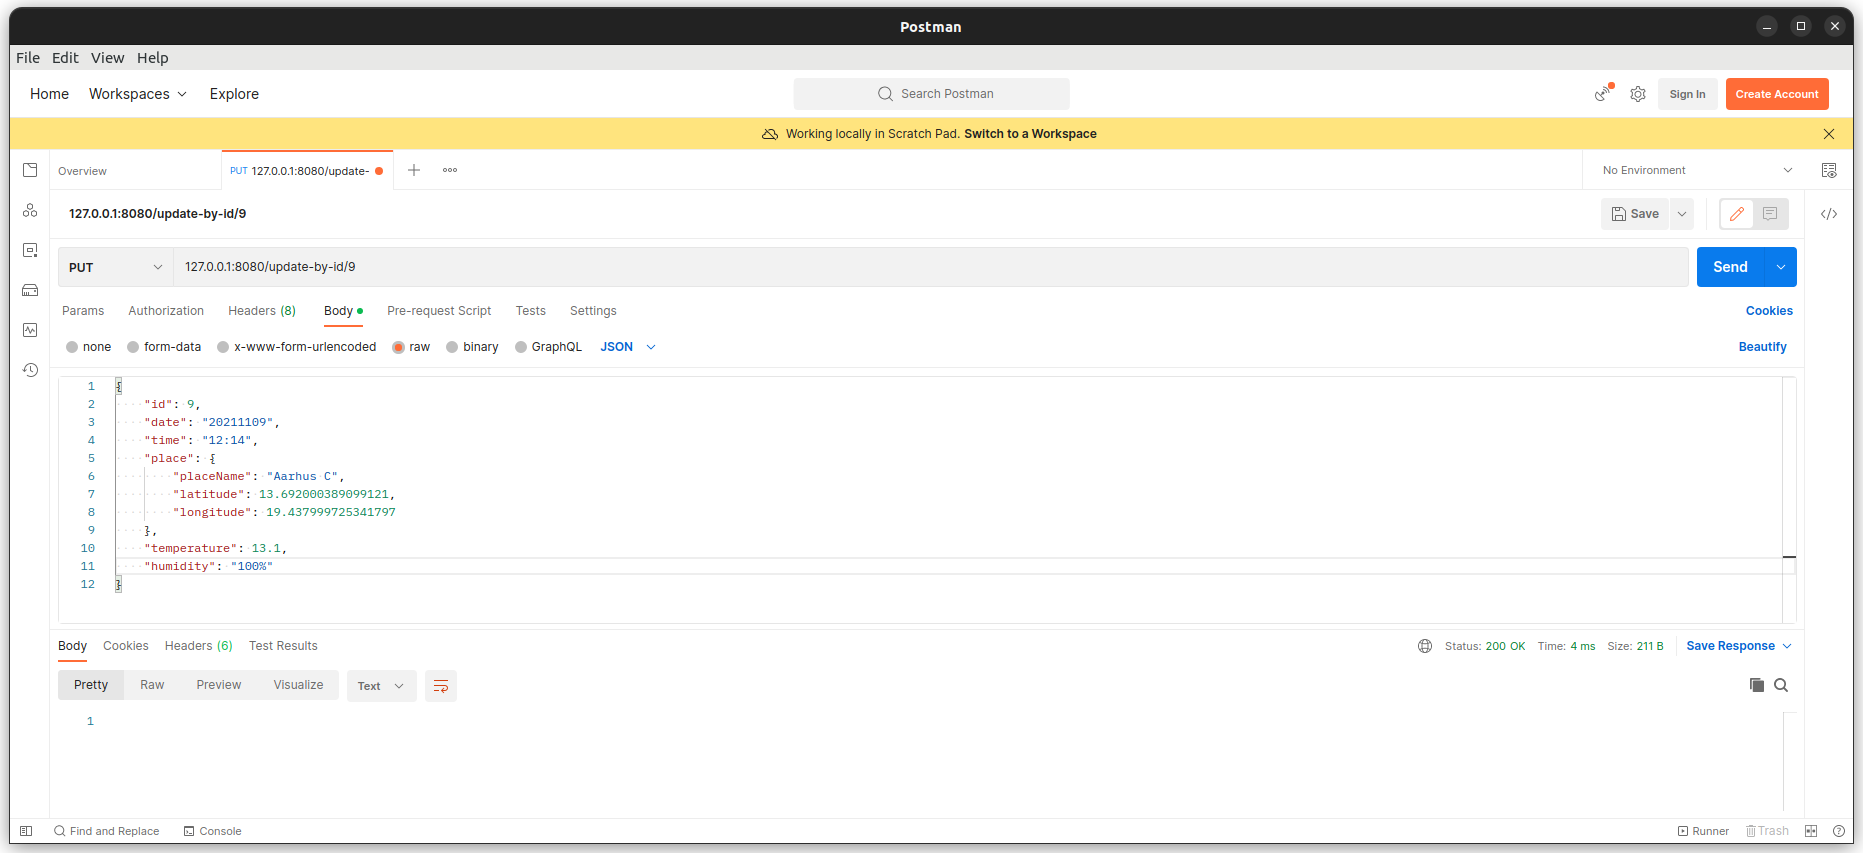 Postman
File Edit View Help
Home Workspaces Explore Search Postman Sign In Create Account
Working locally in Scratch Pad. Switch to a Workspace
Overview PUT 127.0.0.1:8080/update- No Environment
127.0.0.1:8080/update-by-id/9 Save
PUT 127.0.0.1:8080/update-by-id/9 Send
Params Authorization Headers (8) Body Pre-request Script Tests Settings Cookies
none form-data x-www-form-urlencoded raw binary GraphQL JSON Beautify
1 {
2 "id": 9,
3 "date": "20211109",
4 "time": "12:14",
5 "place": {
6 "placeName": "Aarhus C",
7 "latitude": 13.692000389099121,
8 "longitude": 19.437999725341797
9 },
10 "temperature": 13.1,
11 "humidity": "100%"
12 }
Body Cookies Headers (6) Test Results Status: 200 OK Time: 4 ms Size: 211 B Save Response
Pretty Raw Preview Visualize Text
1
Find and Replace Console Runner Trash